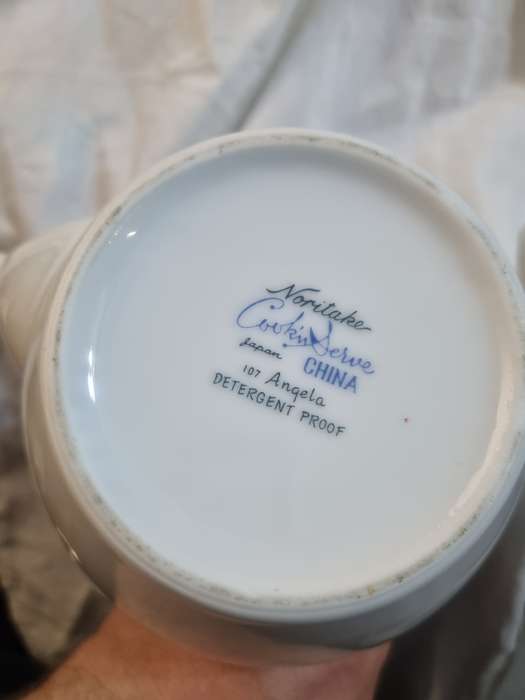 Noritake
Cook'n Serve
Japan CHINA
107 Angela
DETERGENT PROOF